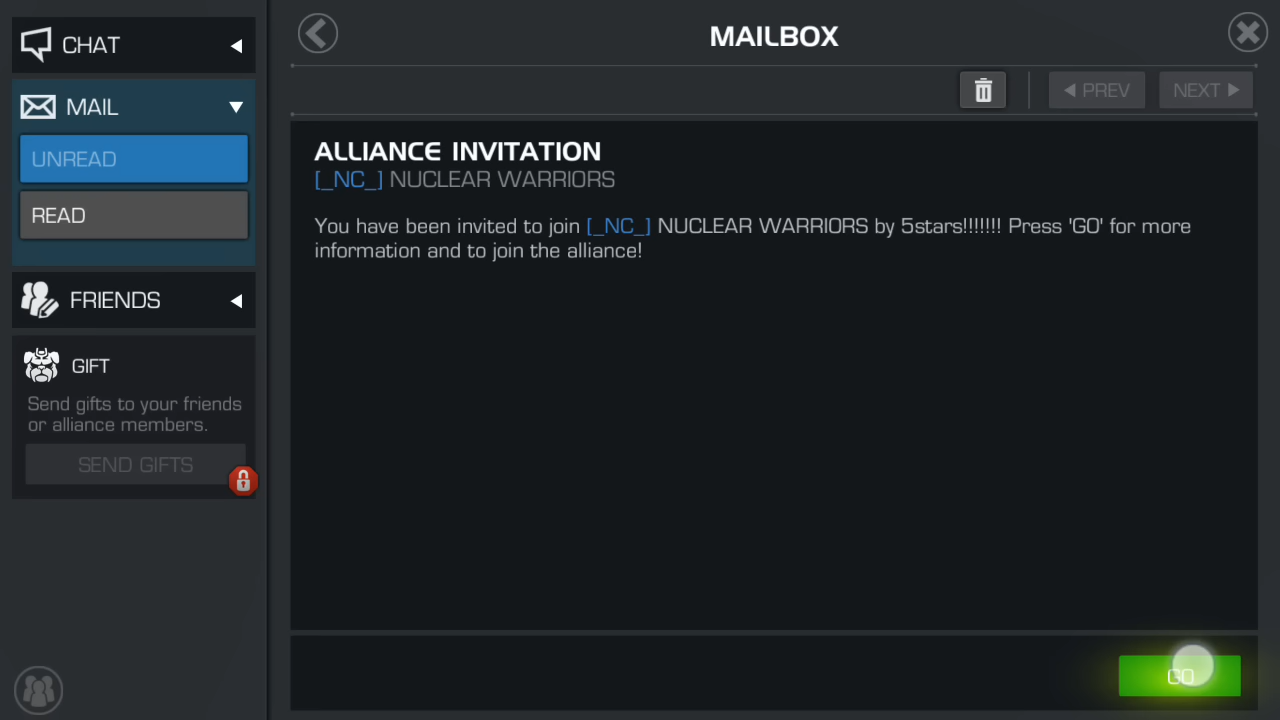 CHAT
MAIL
UNREAD
READ
FRIENDS
GIFT
Send gifts to your friends
or alliance members.
SEND GIFTS
MAILBOX
PREV
NEXT
ALLIANCE INVITATION
[_NC_] NUCLEAR WARRIORS
You have been invited to join [_NC_] NUCLEAR WARRIORS by 5stars!!!!!!! Press 'GO' for more
information and to join the alliance!
GO